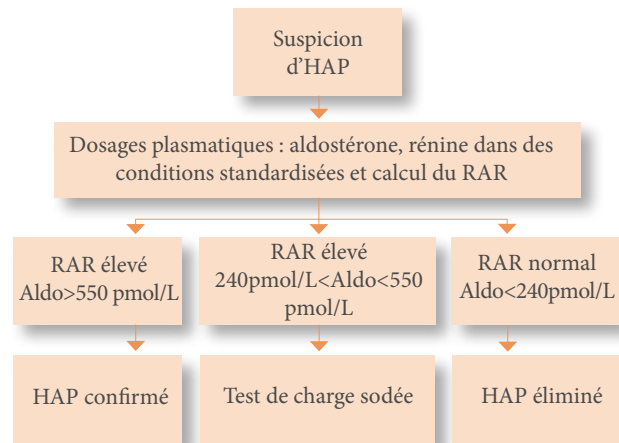 Suspicion
d'HAP
Dosages plasmatiques : aldostérone, rénine dans des
conditions standardisées et calcul du RAR
RAR élevé
Aldo>550 pmol/L
RAR élevé
240pmol/L<Aldo<550
pmol/L
RAR normal
Aldo<240pmol/L
HAP confirmé
Test de charge sodée
HAP éliminé